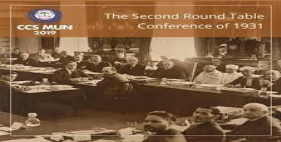 The Second Round Table
Conference of 1931
CCS MUN
2019